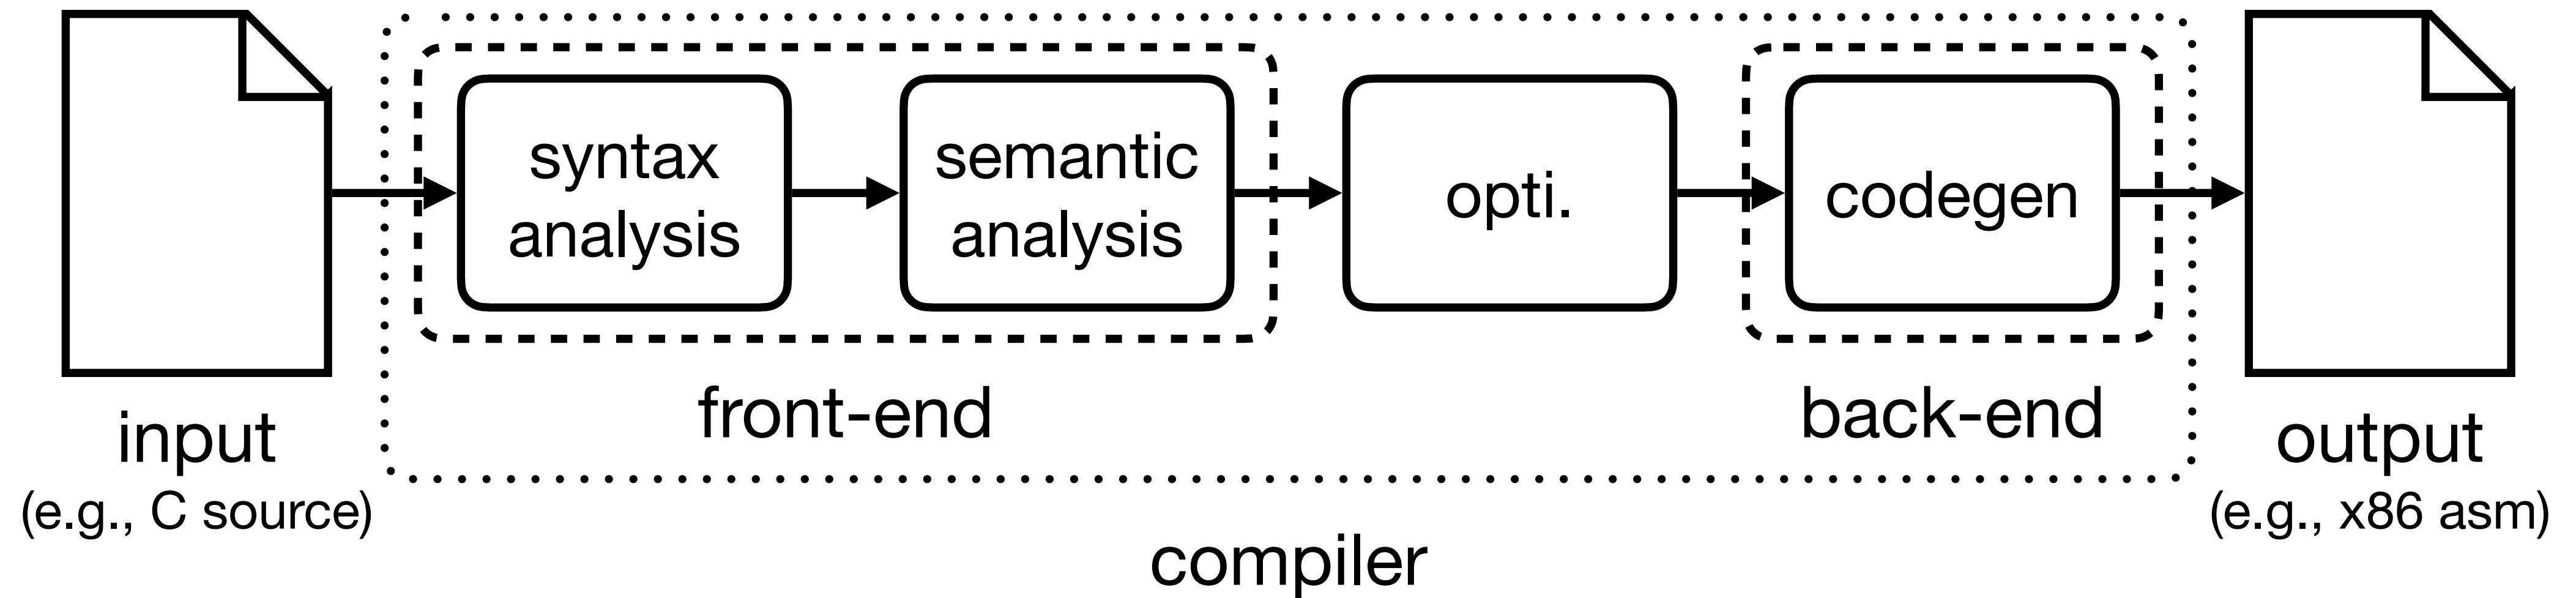 syntax
analysis
semantic
analysis
opti.
codegen
front-end
back-end
input
(e.g., C source)
output
(e.g., x86 asm)
compiler